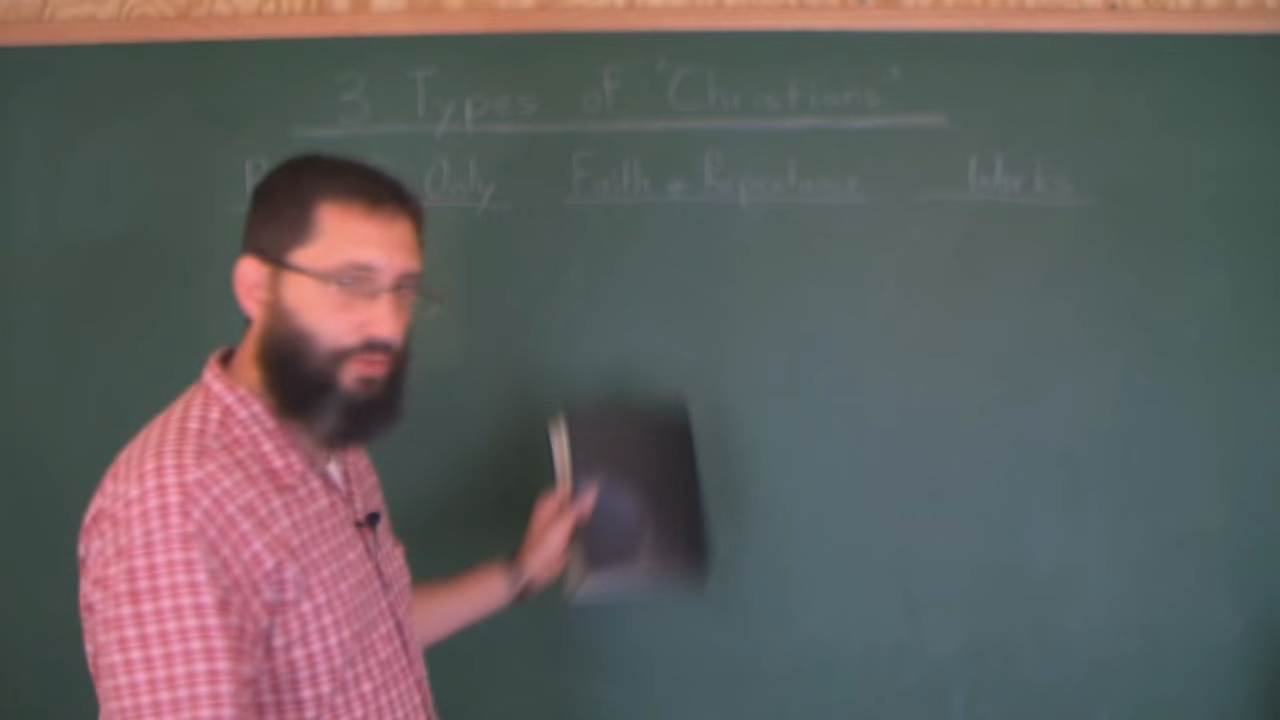 3 Types of "Christians"
Only Faith + Repentance Works